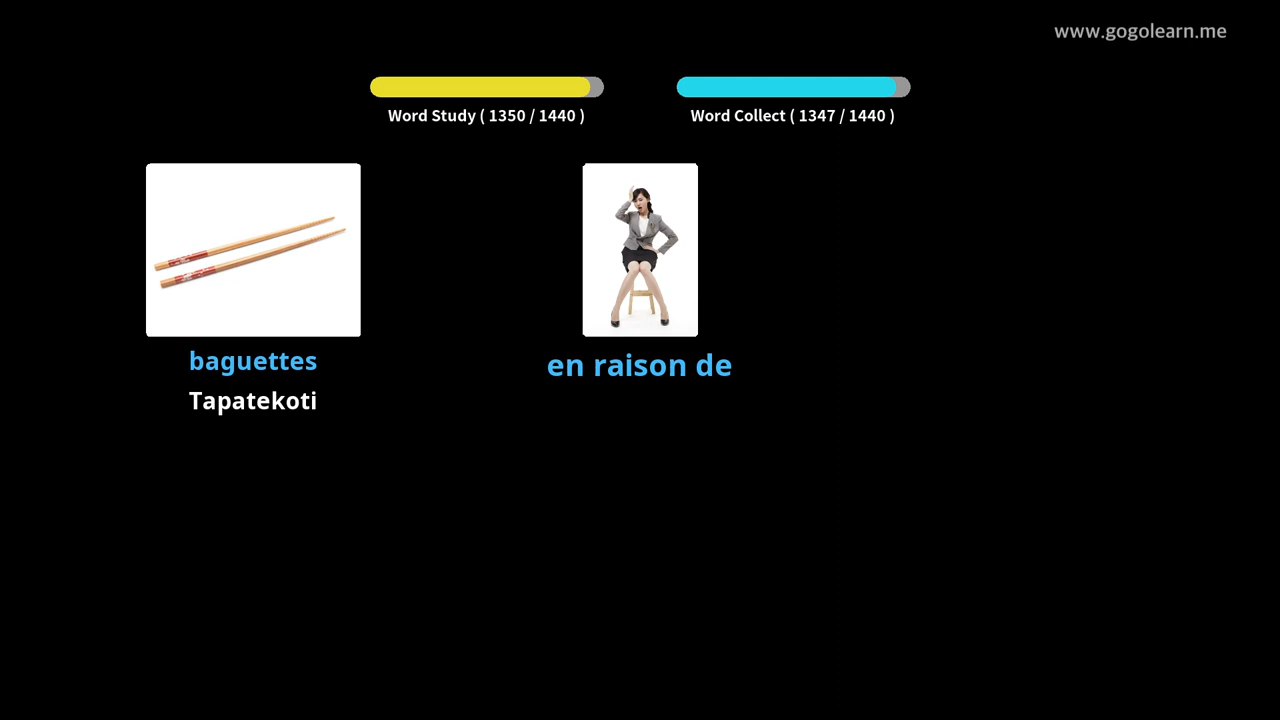 www.gogolearn.me
Word Study ( 1350 / 1440 )
Word Collect ( 1347 / 1440 )
baguettes
Tapatekoti
en raison de